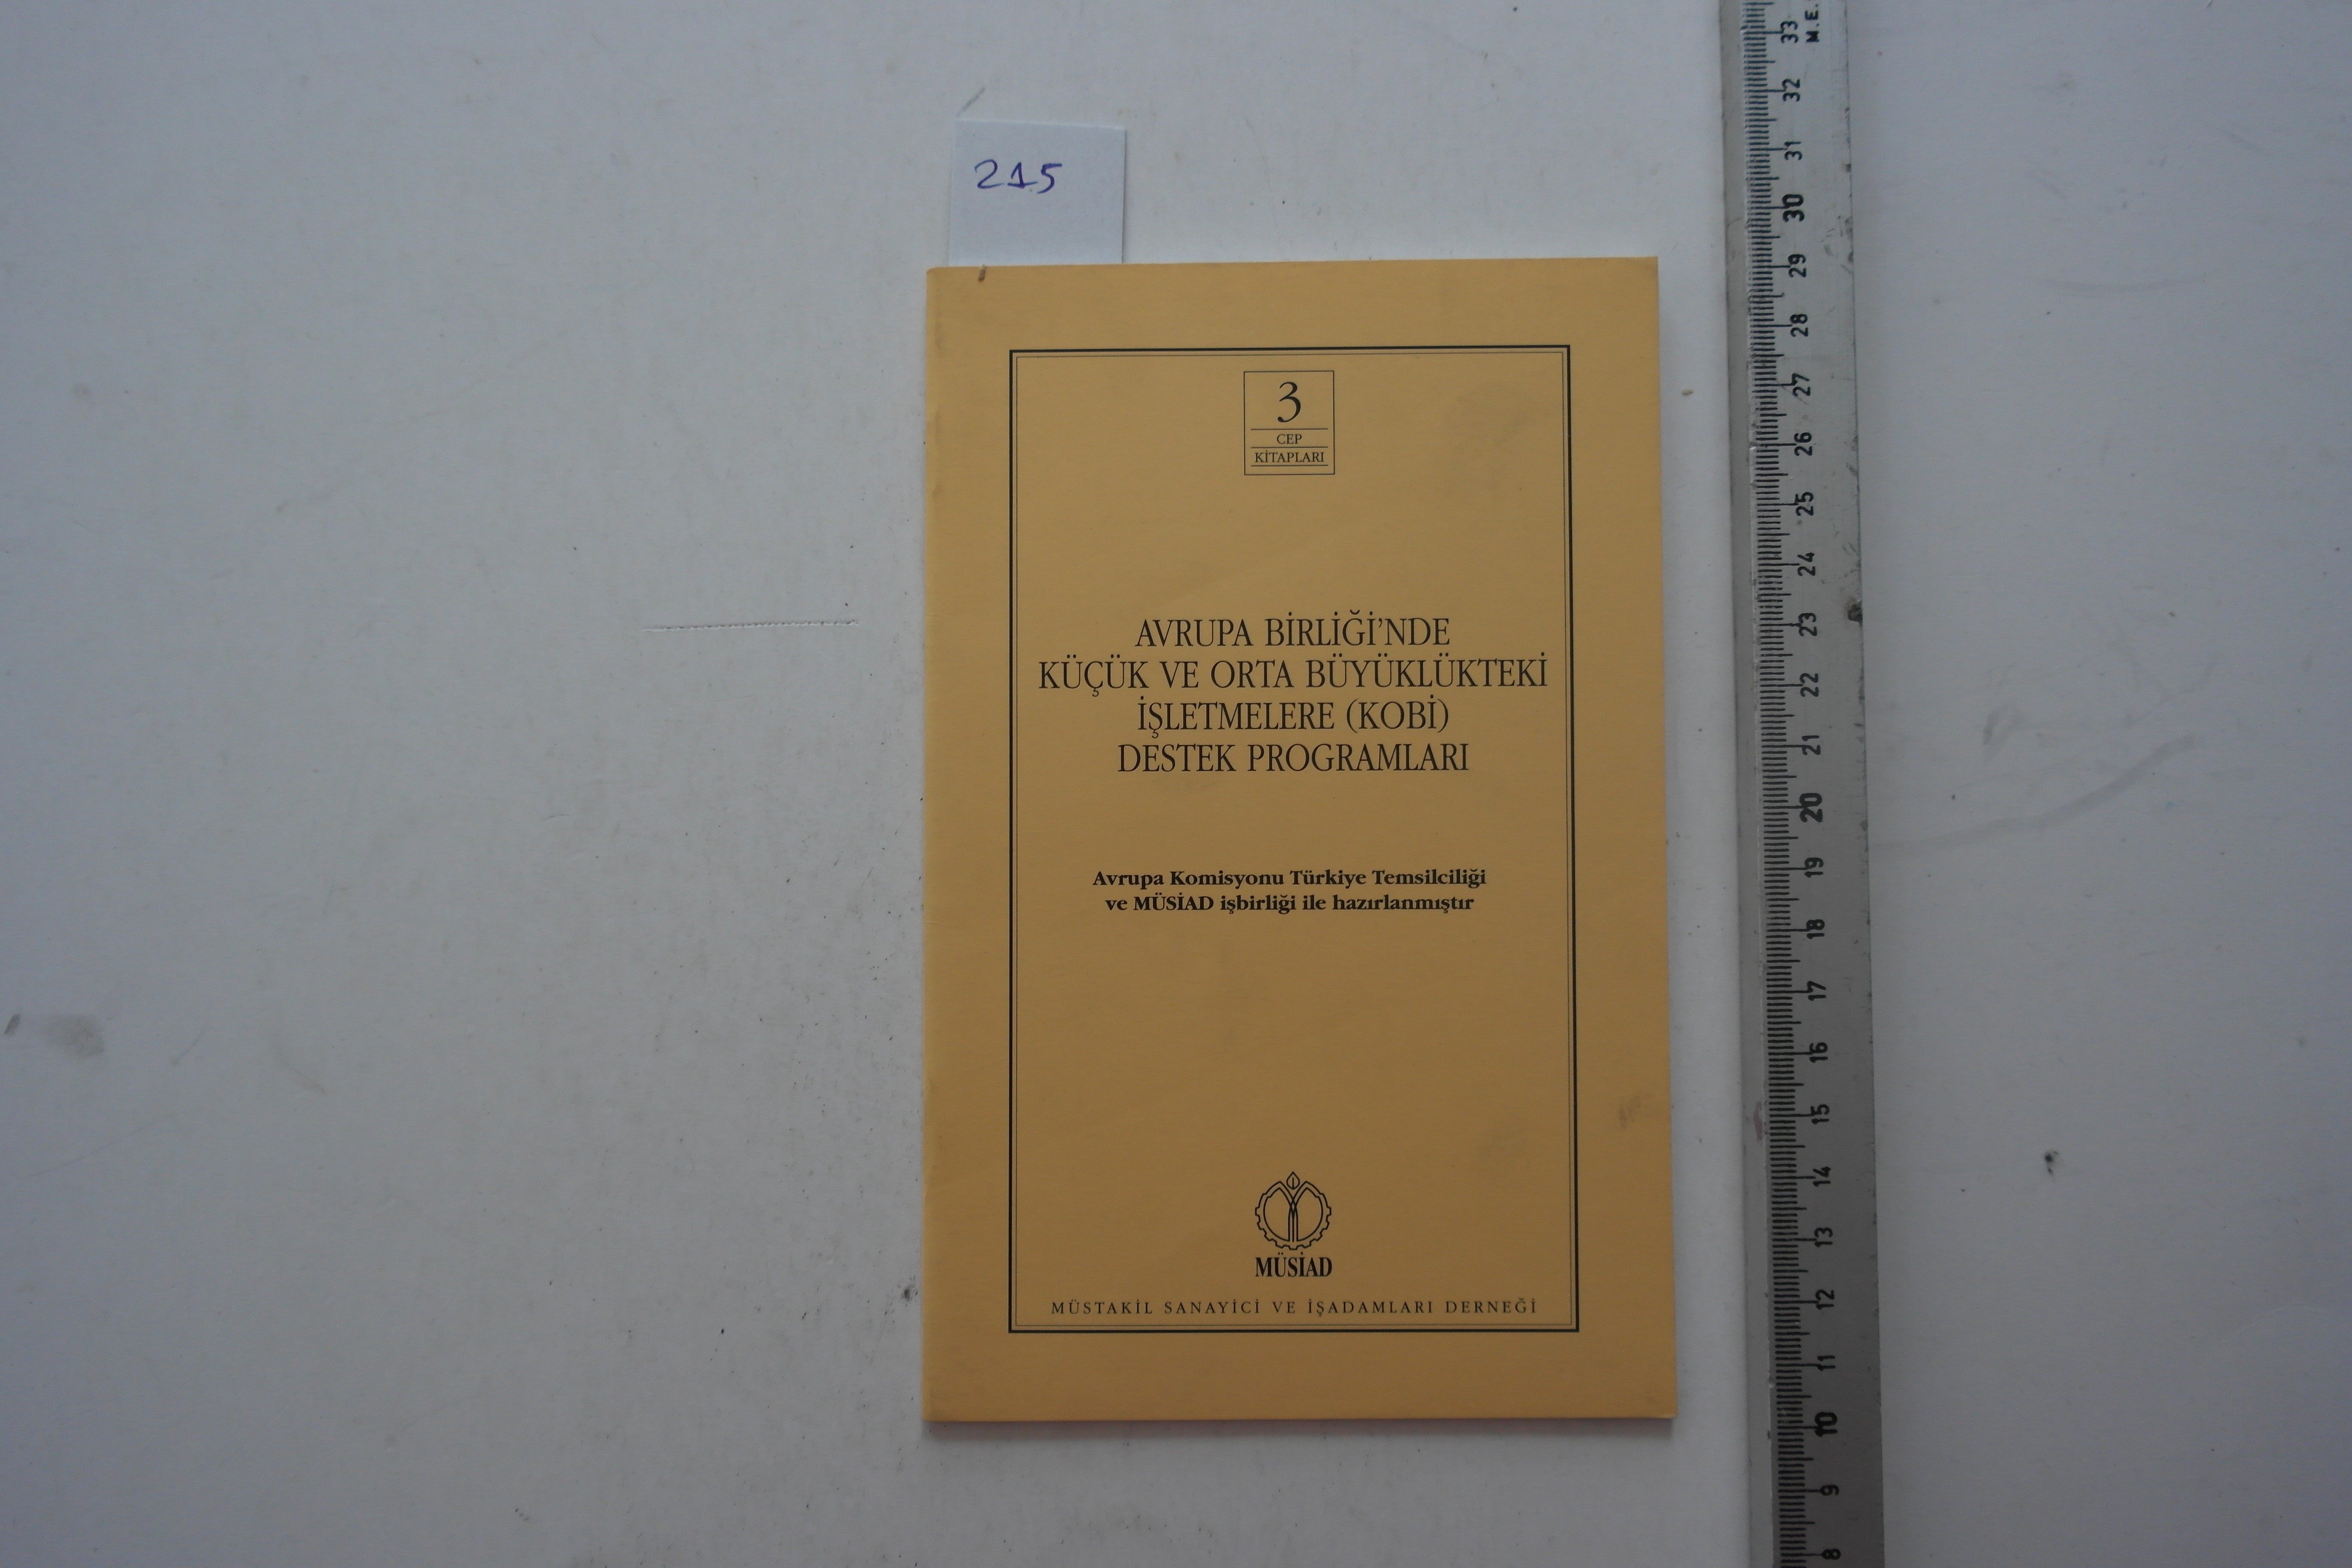 215
3
CEP
KİTAPLARI
AVRUPA BİRLİĞİ'NDE
KÜÇÜK VE ORTA BÜYÜKLÜKTEKİ
İŞLETMELERE (KOBİ)
DESTEK PROGRAMLARI
Avrupa Komisyonu Türkiye Temsilciliği
ve MÜSİAD işbirliği ile hazırlanmıştır
MÜSİAD
MÜSTAKİL SANAYİCİ VE İŞADAMLARI DERNEĞİ
M.E.
33
32
31
30
29
28
27
26
25
24
23
22
21
20
19
18
17
16
15
14
13
12
11
10
9
8